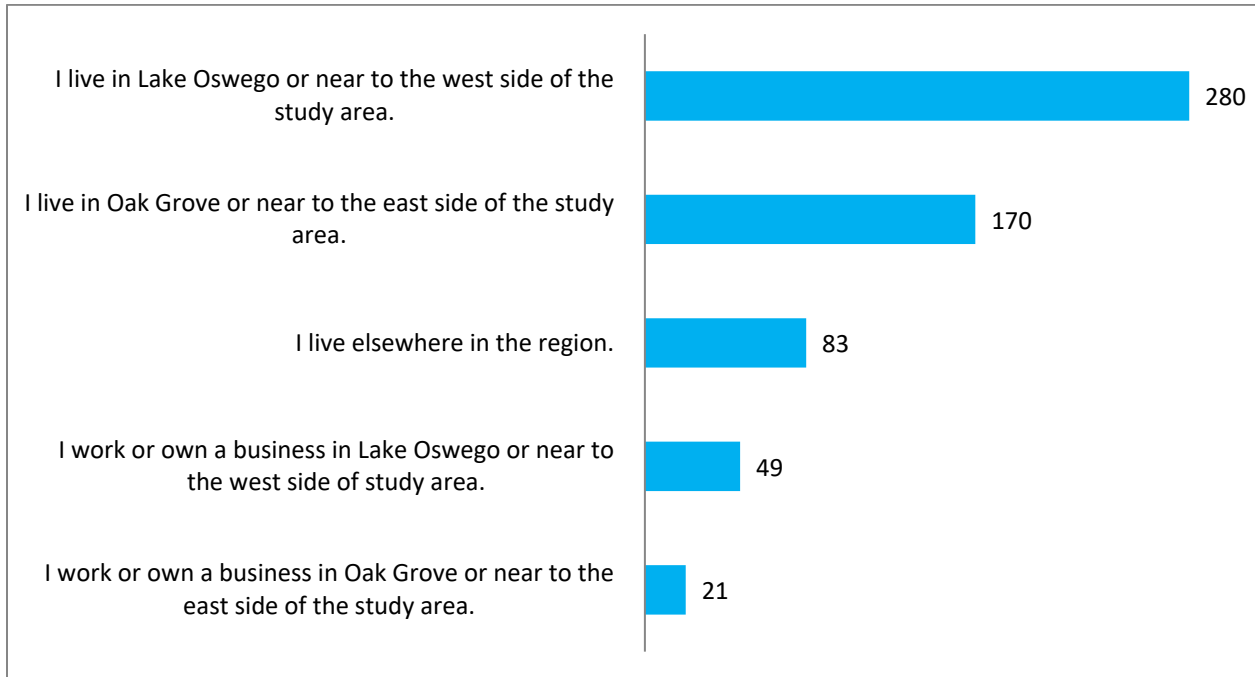 I live in Lake Oswego or near to the west side of the
study area.
280
I live in Oak Grove or near to the east side of the study
area.
170
I live elsewhere in the region.
83
I work or own a business in Lake Oswego or near to
the west side of study area.
49
I work or own a business in Oak Grove or near to the
east side of the study area.
21